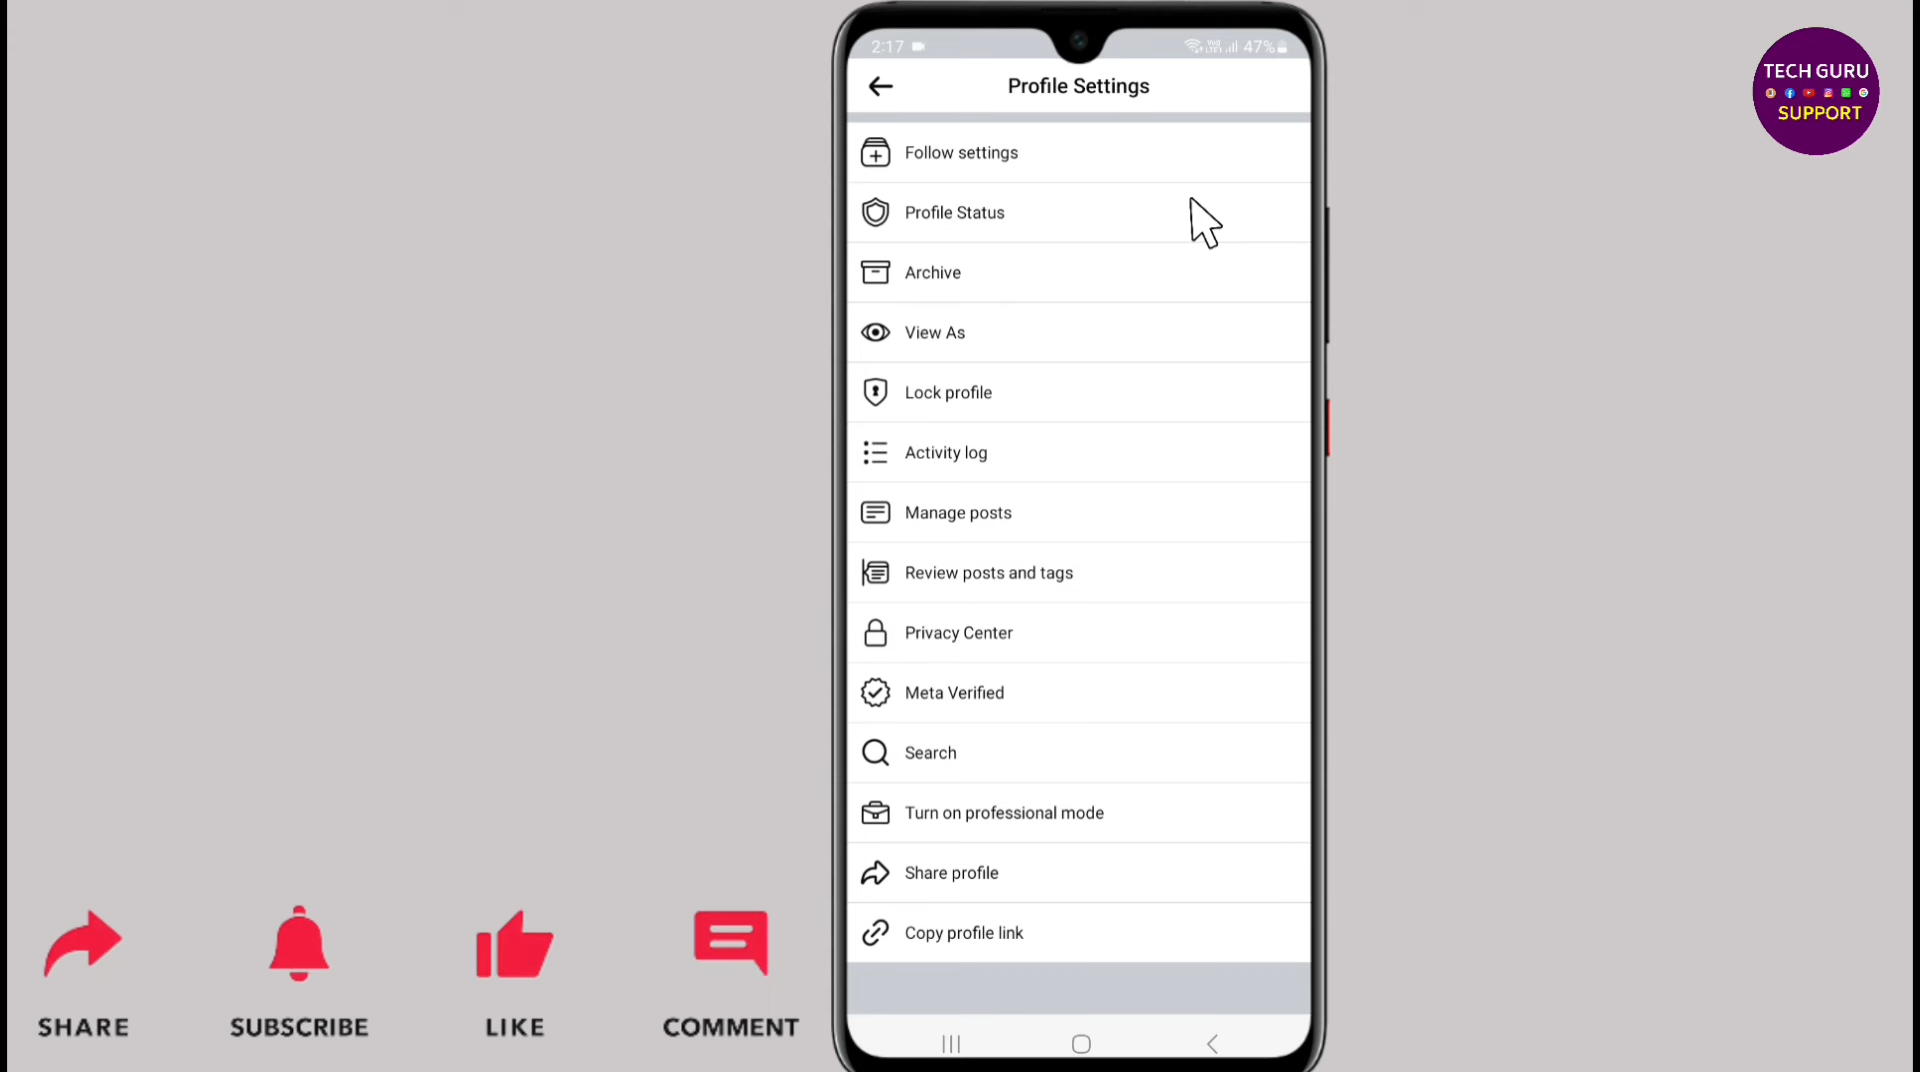 2:17
47%
TECH GURU
SUPPORT
Profile Settings
Follow settings
Profile Status
Archive
View As
Lock profile
Activity log
Manage posts
Review posts and tags
Privacy Center
Meta Verified
Search
Turn on professional mode
Share profile
Copy profile link
SHARE
SUBSCRIBE
LIKE
COMMENT